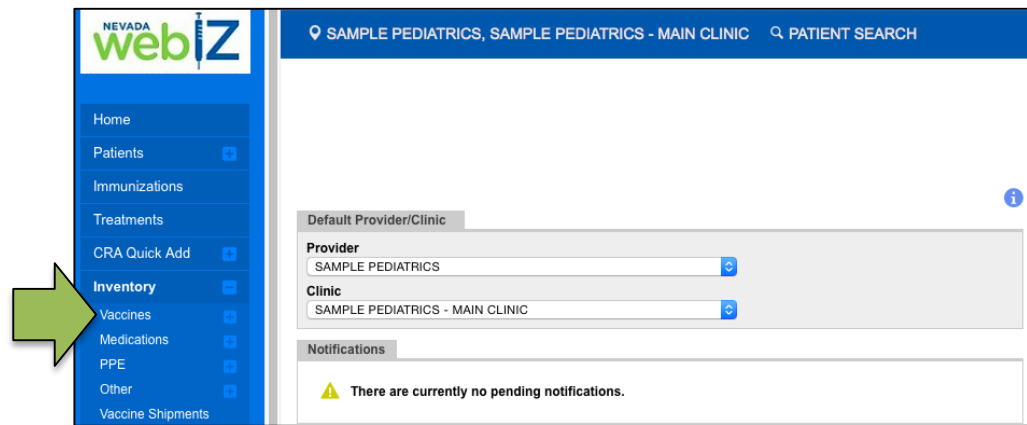 NEVADA
webIZ
SAMPLE PEDIATRICS, SAMPLE PEDIATRICS - MAIN CLINIC PATIENT SEARCH
Home
Patients
Immunizations
Treatments
CRA Quick Add
Inventory
Vaccines
Medications
PPE
Other
Vaccine Shipments
Default Provider/Clinic
Provider
SAMPLE PEDIATRICS
Clinic
SAMPLE PEDIATRICS - MAIN CLINIC
Notifications
There are currently no pending notifications.